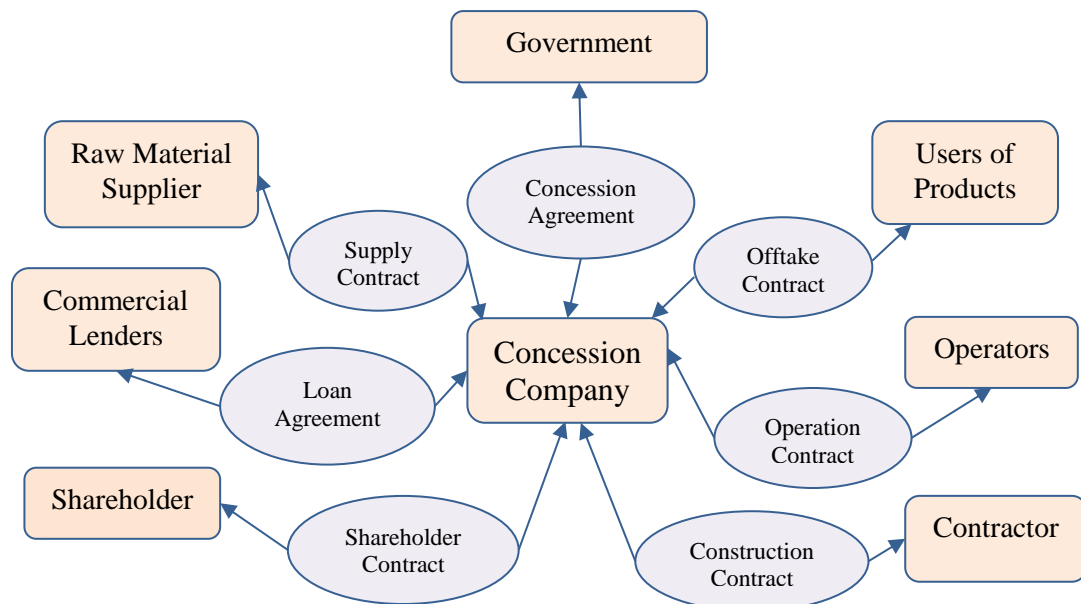 Government
Raw Material
Supplier
Concession
Agreement
Users of
Products
Supply
Contract
Offtake
Contract
Commercial
Lenders
Concession
Company
Operators
Loan
Agreement
Operation
Contract
Shareholder
Shareholder
Contract
Construction
Contract
Contractor